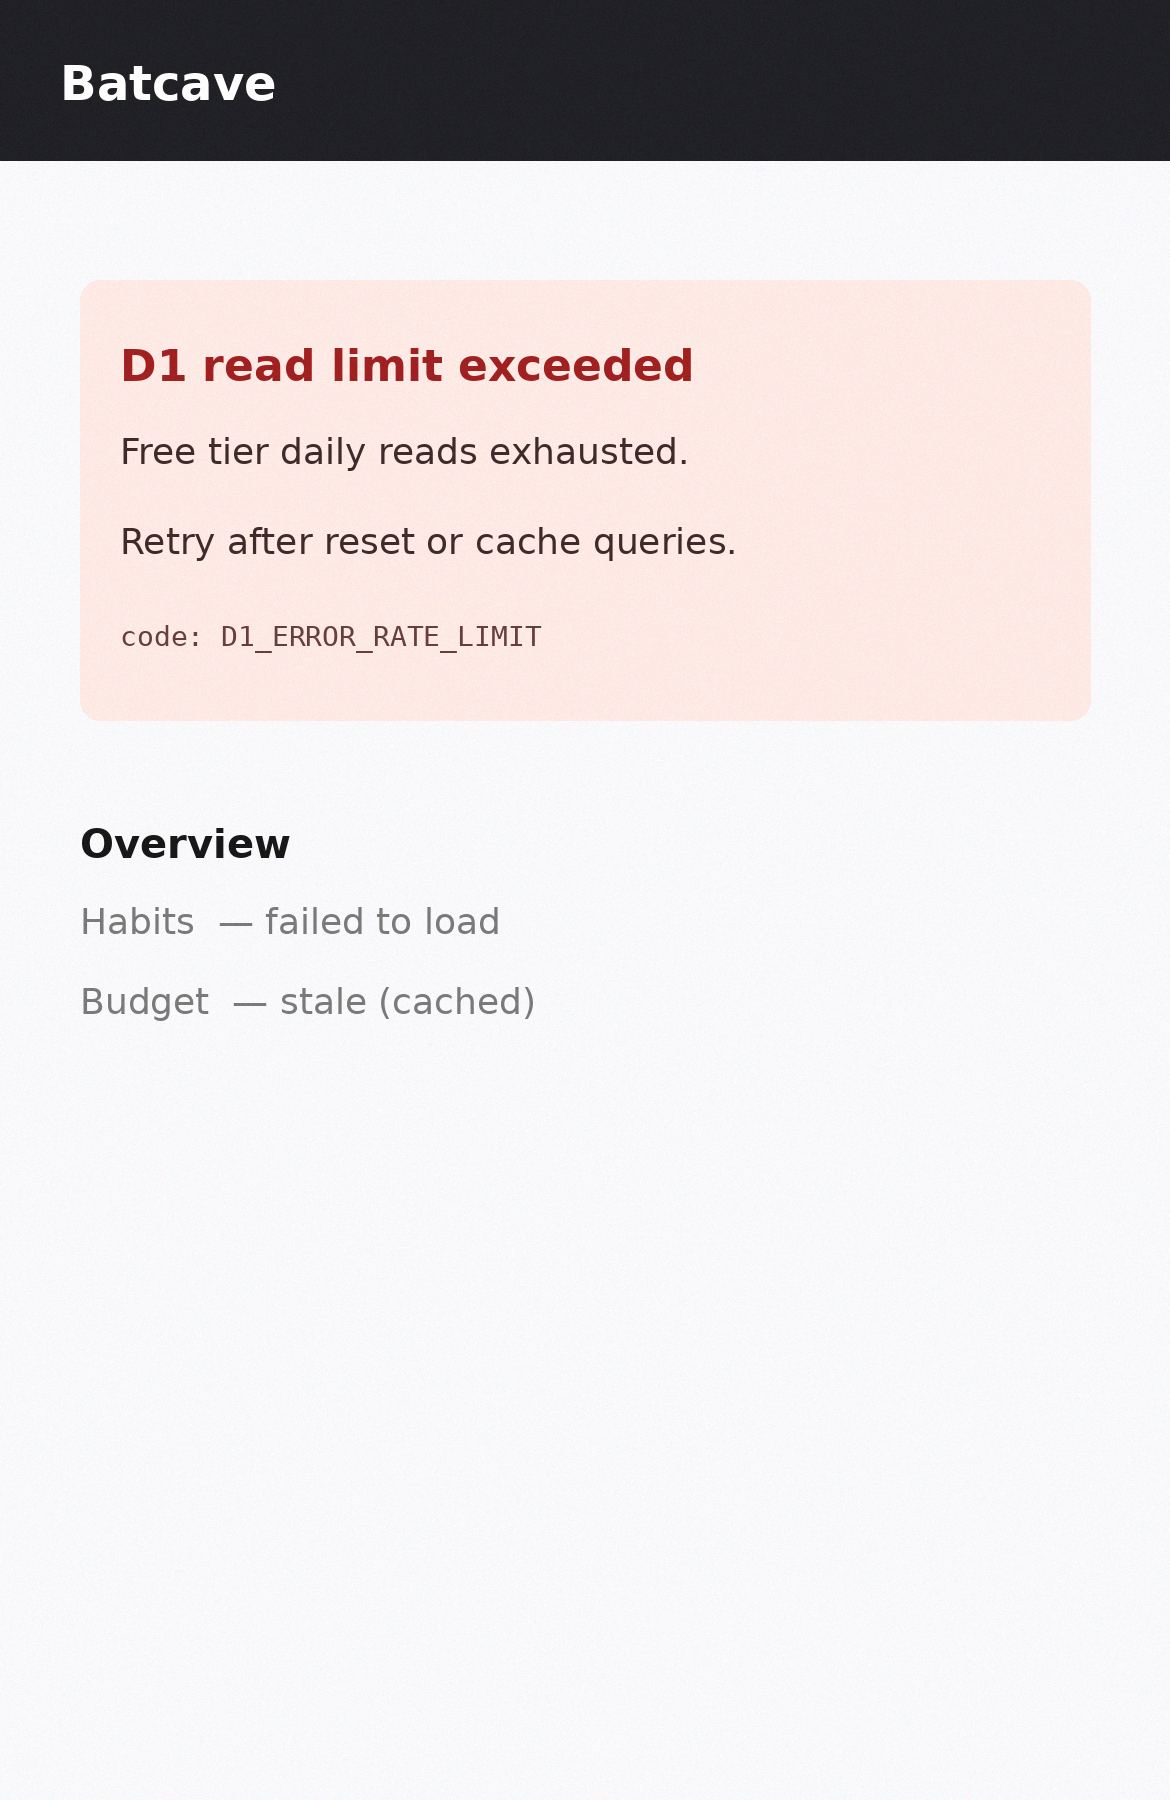 Batcave
D1 read limit exceeded
Free tier daily reads exhausted.
Retry after reset or cache queries.
code: D1_ERROR_RATE_LIMIT
Overview
Habits — failed to load
Budget — stale (cached)